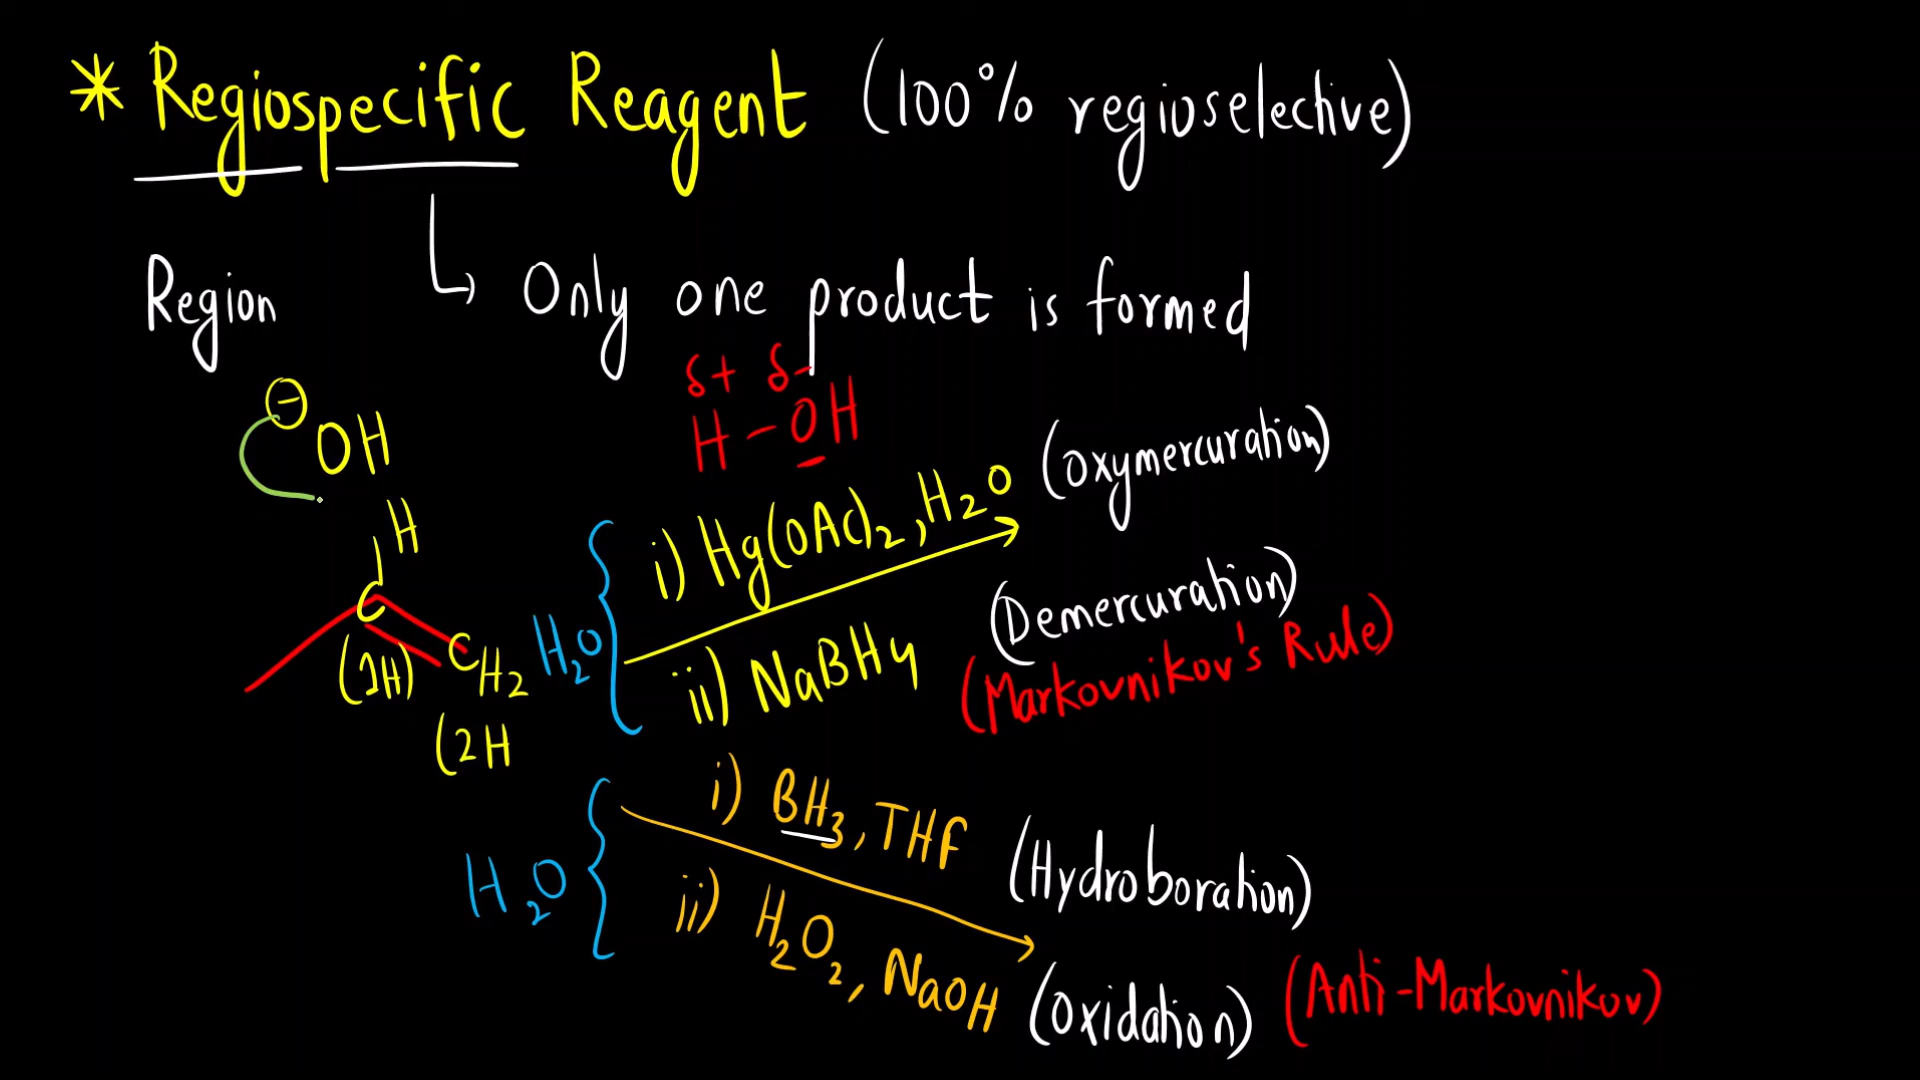 * Regiospecific Reagent (100% regioselective)
Region
Only one product is formed
δ+ δ-
H-OH
⊖
OH
H
C
(1H)
CH₂
(2H
H₂O
i) Hg(OAc)₂, H₂O
(Oxymercuration)
ii) NaBH4
(Demercuration)
(Markovnikov's Rule)
H₂O
i) BH₃, THF
(Hydroboration)
ii) H₂O₂, NaOH
(Oxidation)
(Anti-Markovnikov)